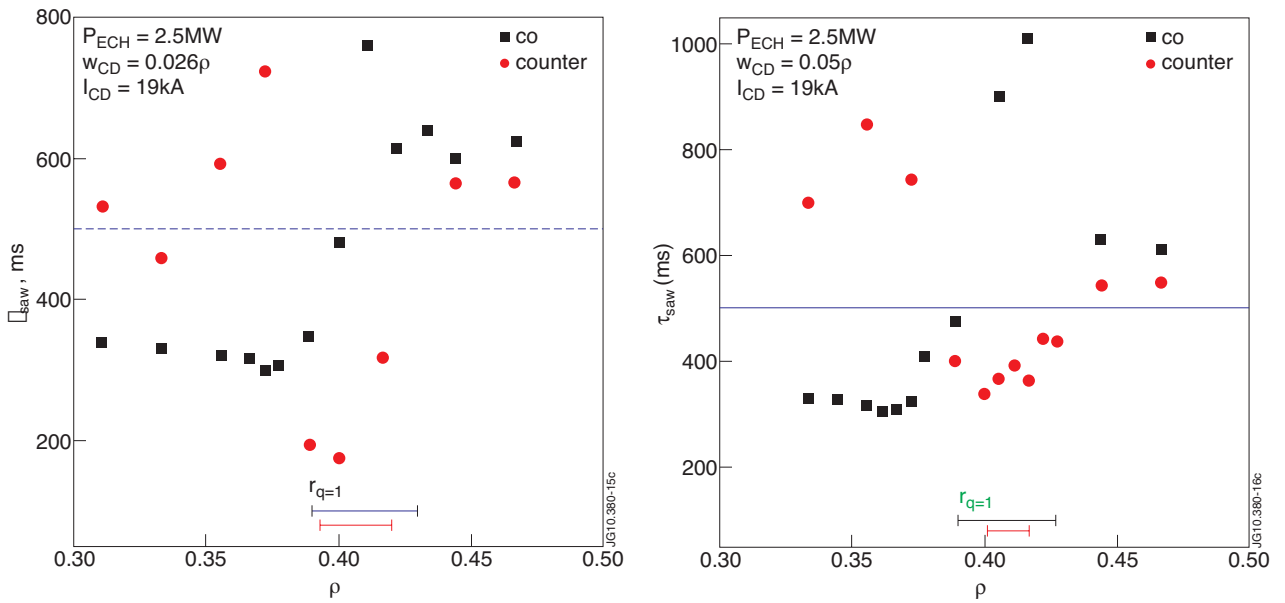 800
600
400
200
▯saw, ms
P_ECH = 2.5MW
w_CD = 0.026ρ
I_CD = 19kA
co
counter
r_q=1
0.30 0.35 0.40 0.45 0.50
ρ
JG10.380-15c
1000
800
600
400
200
τ_saw (ms)
P_ECH = 2.5MW
w_CD = 0.05ρ
I_CD = 19kA
co
counter
r_q=1
0.30 0.35 0.40 0.45 0.50
ρ
JG10.380-16c